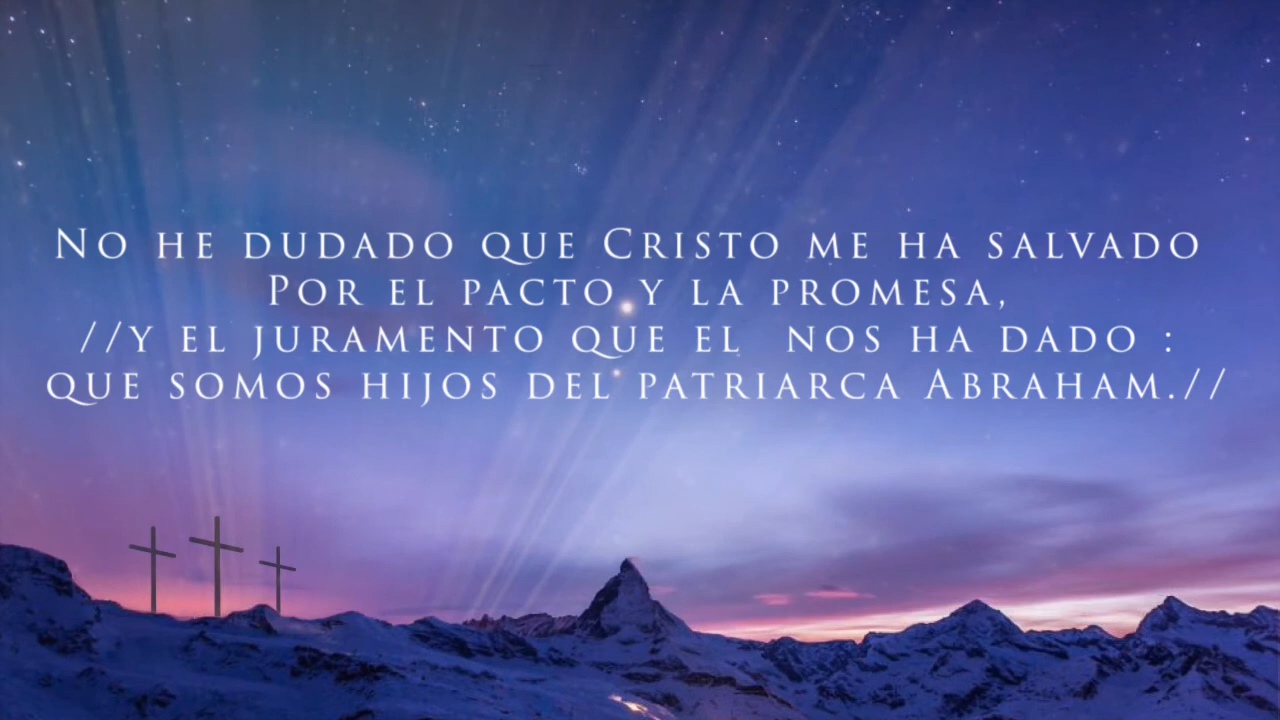 No he dudado que Cristo me ha salvado
Por el pacto y la promesa,
//y el juramento que el  nos ha dado :
que somos hijos del patriarca Abraham.//